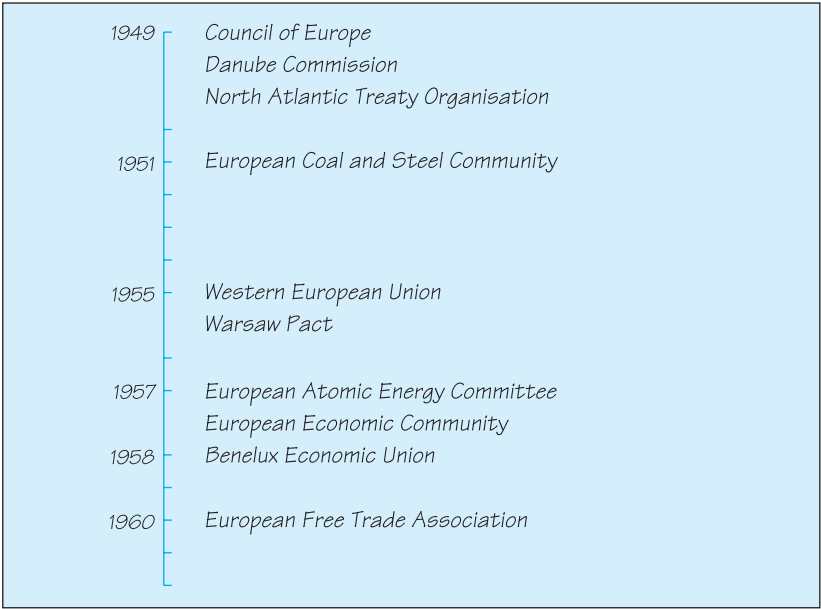 1949 Council of Europe
Danube Commission
North Atlantic Treaty Organisation
1951 European Coal and Steel Community
1955 Western European Union
Warsaw Pact
1957 European Atomic Energy Committee
European Economic Community
1958 Benelux Economic Union
1960 European Free Trade Association